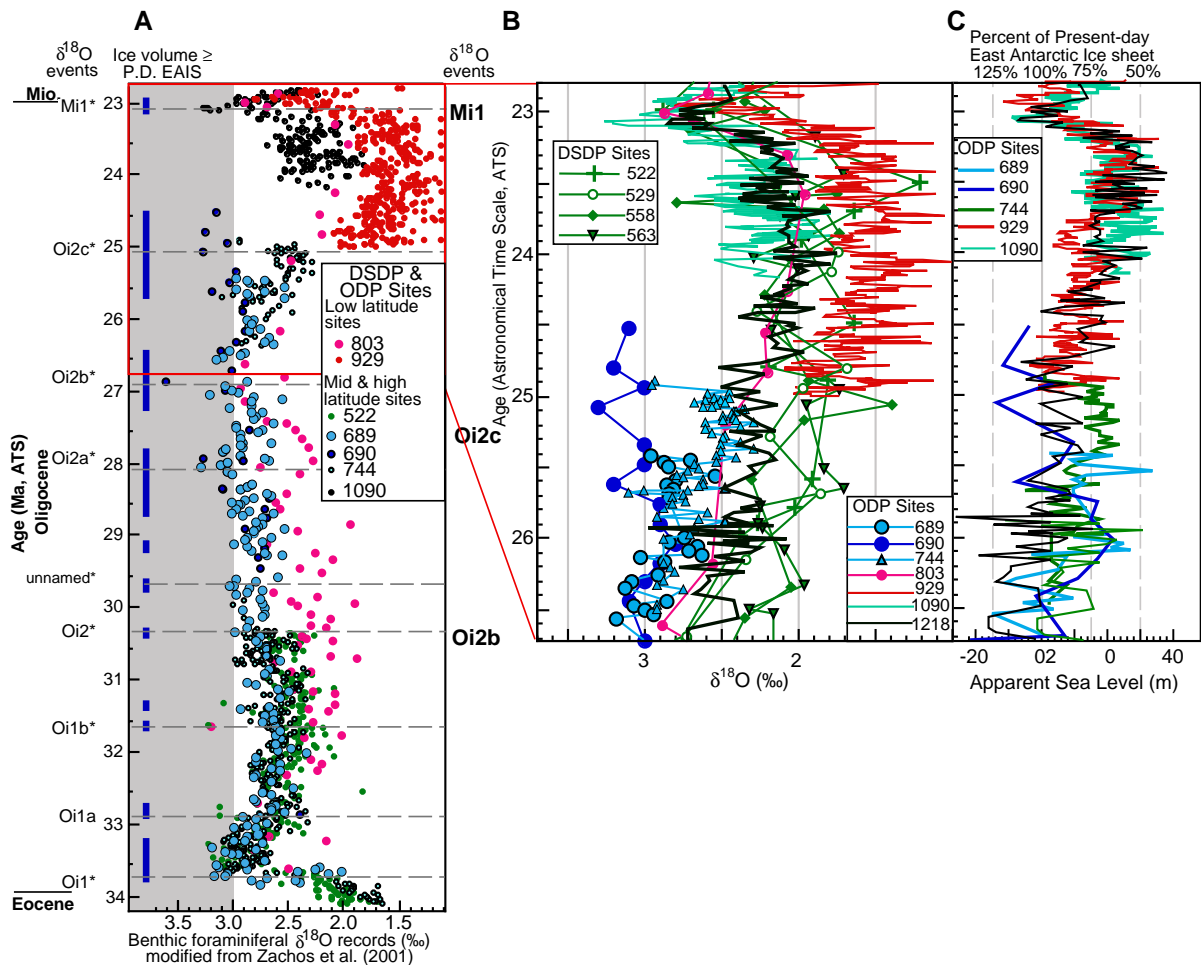 A
δ18O
events
Ice volume ≥
P.D. EAIS
Mio.
Mi1*
Oi2c*
Oi2b*
Oi2a*
unnamed*
Oi2*
Oi1b*
Oi1a
Oi1*
Eocene
Age (Ma, ATS)
Oligocene
23
24
25
26
27
28
29
30
31
32
33
34
DSDP &
ODP Sites
Low latitude
sites
803
929
Mid & high
latitude sites
522
689
690
744
1090
3.5 3.0 2.5 2.0 1.5
Benthic foraminiferal δ18O records (‰)
modified from Zachos et al. (2001)
δ18O
events
Mi1
Oi2c
Oi2b
B
Age (Astronomical Time Scale, ATS)
23
24
25
26
DSDP Sites
522
529
558
563
ODP Sites
689
690
744
803
929
1090
1218
3 2
δ18O (‰)
C
Percent of Present-day
East Antarctic Ice sheet
125% 100% 75% 50%
ODP Sites
689
690
744
929
1090
-20 02 0 40
Apparent Sea Level (m)